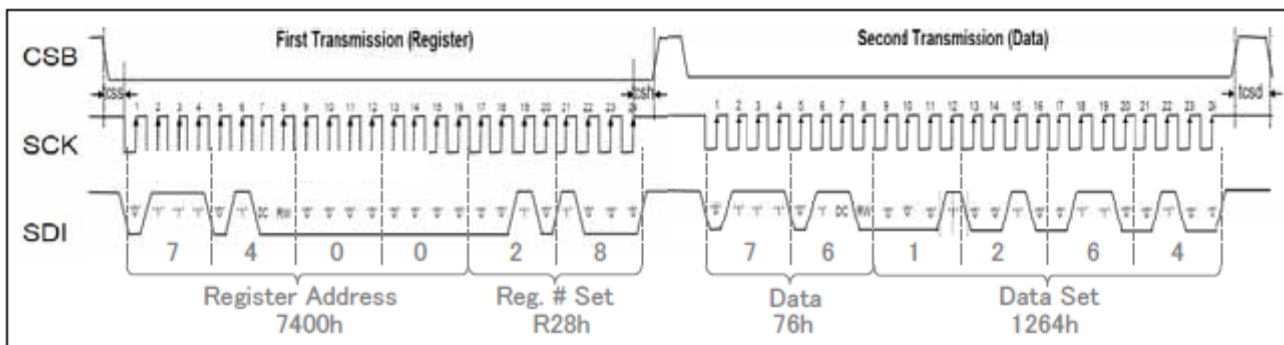 First Transmission (Register) Second Transmission (Data)
CSB
tcss tcsh tcsd
1 2 3 4 5 6 7 8 9 10 11 12 13 14 15 16 17 18 19 20 21 22 23 24 1 2 3 4 5 6 7 8 9 10 11 12 13 14 15 16 17 18 19 20 21 22 23 24
SCK
SDI
DC RW DC RW
7 4 0 0 2 8 7 6 1 2 6 4
Register Address Reg. # Set Data Data Set
7400h R28h 76h 1264h